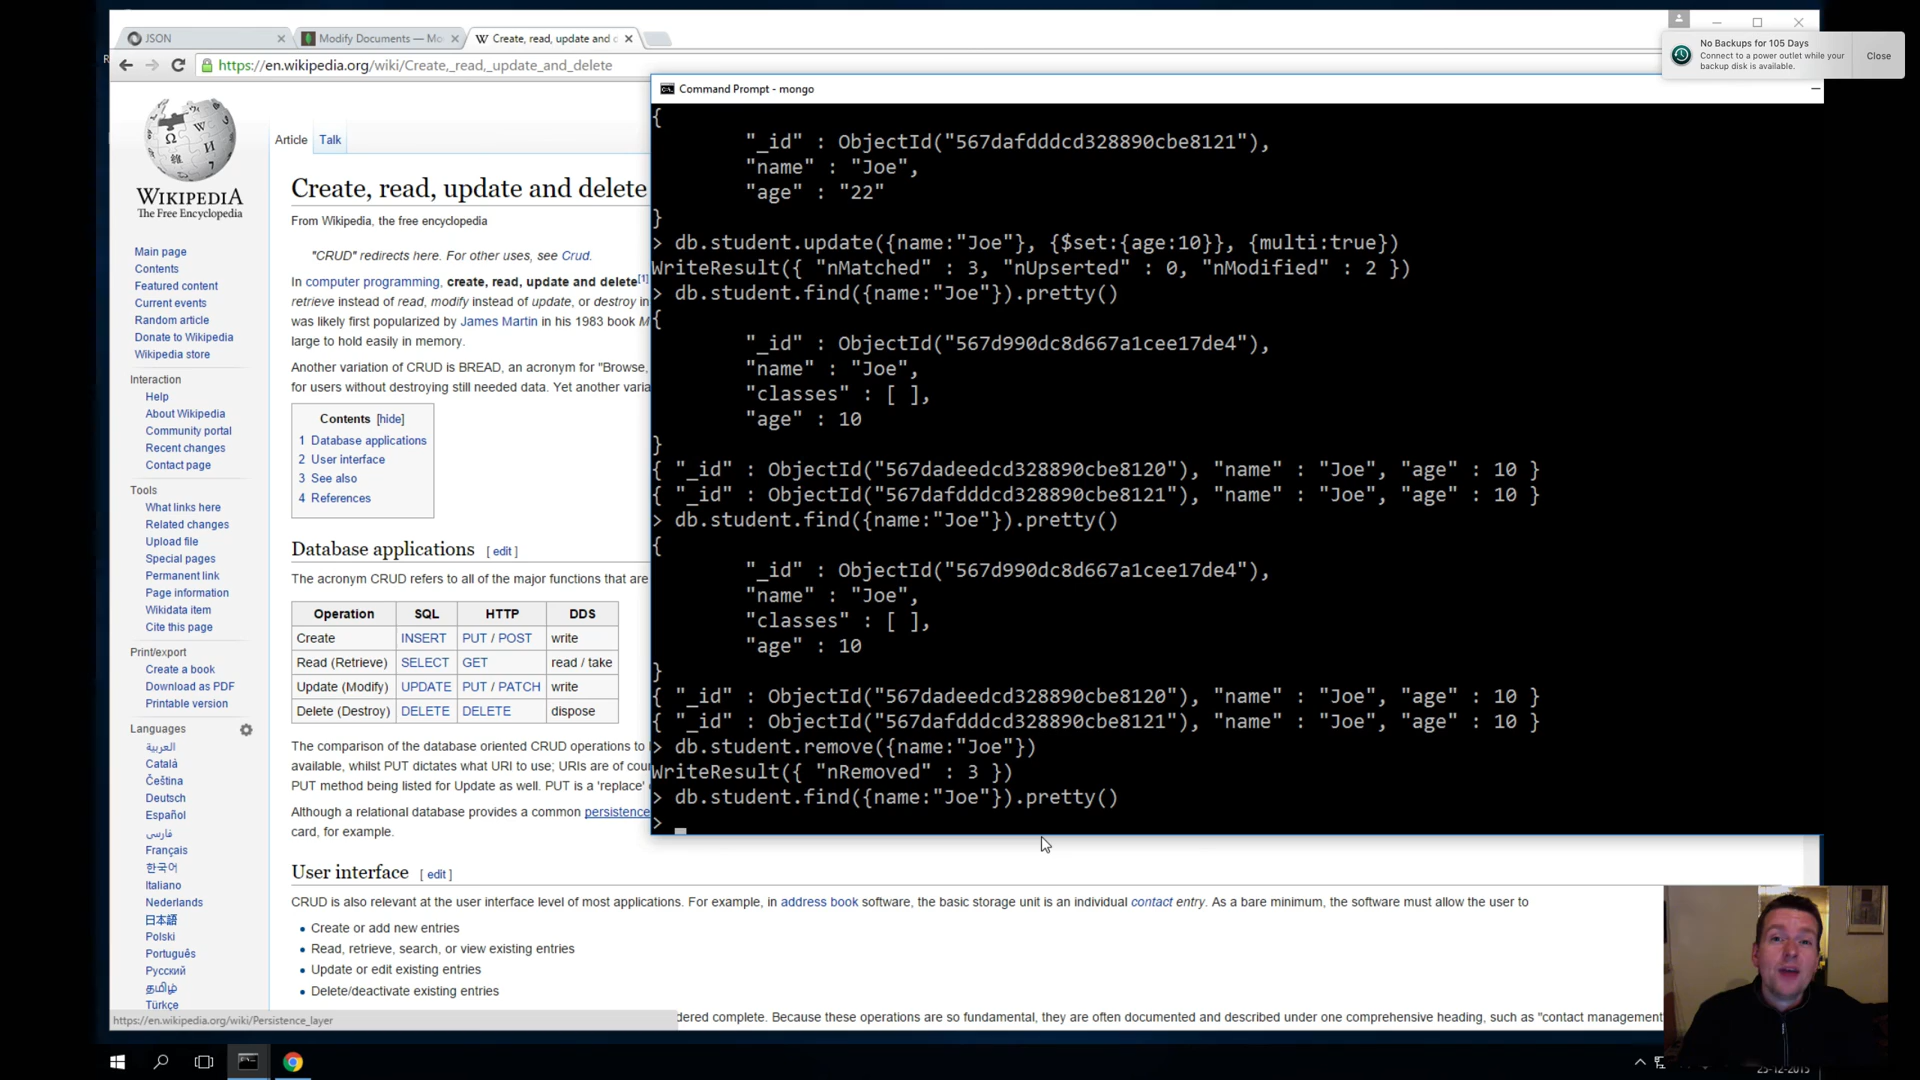 JSON
Modify Documents — Mo
Create, read, update and d
https://en.wikipedia.org/wiki/Create,_read,_update_and_delete
No Backups for 105 Days
Connect to a power outlet while your
backup disk is available.
Close
WIKIPEDIA
The Free Encyclopedia
Main page
Contents
Featured content
Current events
Random article
Donate to Wikipedia
Wikipedia store
Interaction
Help
About Wikipedia
Community portal
Recent changes
Contact page
Tools
What links here
Related changes
Upload file
Special pages
Permanent link
Page information
Wikidata item
Cite this page
Print/export
Create a book
Download as PDF
Printable version
Languages
العربية
Català
Čeština
Deutsch
Español
فارسی
Français
한국어
Italiano
Nederlands
日本語
Polski
Português
Русский
தமிழ்
Türkçe
Article
Talk
Create, read, update and delete
From Wikipedia, the free encyclopedia
"CRUD" redirects here. For other uses, see Crud.
In computer programming, create, read, update and delete[1]
retrieve instead of read, modify instead of update, or destroy in
was likely first popularized by James Martin in his 1983 book M
large to hold easily in memory.
Another variation of CRUD is BREAD, an acronym for "Browse,
for users without destroying still needed data. Yet another varia
Contents [hide]
1 Database applications
2 User interface
3 See also
4 References
Database applications [ edit ]
The acronym CRUD refers to all of the major functions that are
Operation SQL HTTP DDS
Create INSERT PUT / POST write
Read (Retrieve) SELECT GET read / take
Update (Modify) UPDATE PUT / PATCH write
Delete (Destroy) DELETE DELETE dispose
The comparison of the database oriented CRUD operations to
available, whilst PUT dictates what URI to use; URIs are of cour
PUT method being listed for Update as well. PUT is a 'replace'
Although a relational database provides a common persistence
card, for example.
User interface [ edit ]
CRUD is also relevant at the user interface level of most applications. For example, in address book software, the basic storage unit is an individual contact entry. As a bare minimum, the software must allow the user to
Create or add new entries
Read, retrieve, search, or view existing entries
Update or edit existing entries
Delete/deactivate existing entries
dered complete. Because these operations are so fundamental, they are often documented and described under one comprehensive heading, such as "contact management
https://en.wikipedia.org/wiki/Persistence_layer
Command Prompt - mongo
{
"_id" : ObjectId("567dafdddcd328890cbe8121"),
"name" : "Joe",
"age" : "22"
}
> db.student.update({name:"Joe"}, {$set:{age:10}}, {multi:true})
WriteResult({ "nMatched" : 3, "nUpserted" : 0, "nModified" : 2 })
> db.student.find({name:"Joe"}).pretty()
{
"_id" : ObjectId("567d990dc8d667a1cee17de4"),
"name" : "Joe",
"classes" : [ ],
"age" : 10
}
{ "_id" : ObjectId("567dadeedcd328890cbe8120"), "name" : "Joe", "age" : 10 }
{ "_id" : ObjectId("567dafdddcd328890cbe8121"), "name" : "Joe", "age" : 10 }
> db.student.find({name:"Joe"}).pretty()
{
"_id" : ObjectId("567d990dc8d667a1cee17de4"),
"name" : "Joe",
"classes" : [ ],
"age" : 10
}
{ "_id" : ObjectId("567dadeedcd328890cbe8120"), "name" : "Joe", "age" : 10 }
{ "_id" : ObjectId("567dafdddcd328890cbe8121"), "name" : "Joe", "age" : 10 }
> db.student.remove({name:"Joe"})
WriteResult({ "nRemoved" : 3 })
> db.student.find({name:"Joe"}).pretty()
>